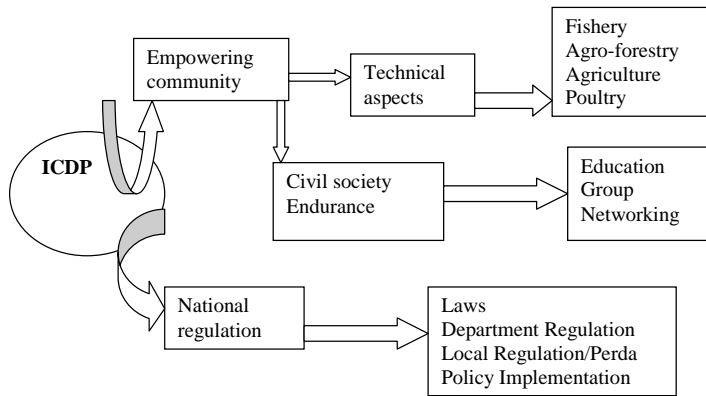 ICDP
Empowering
community
Technical
aspects
Fishery
Agro-forestry
Agriculture
Poultry
Civil society
Endurance
Education
Group
Networking
National
regulation
Laws
Department Regulation
Local Regulation/Perda
Policy Implementation